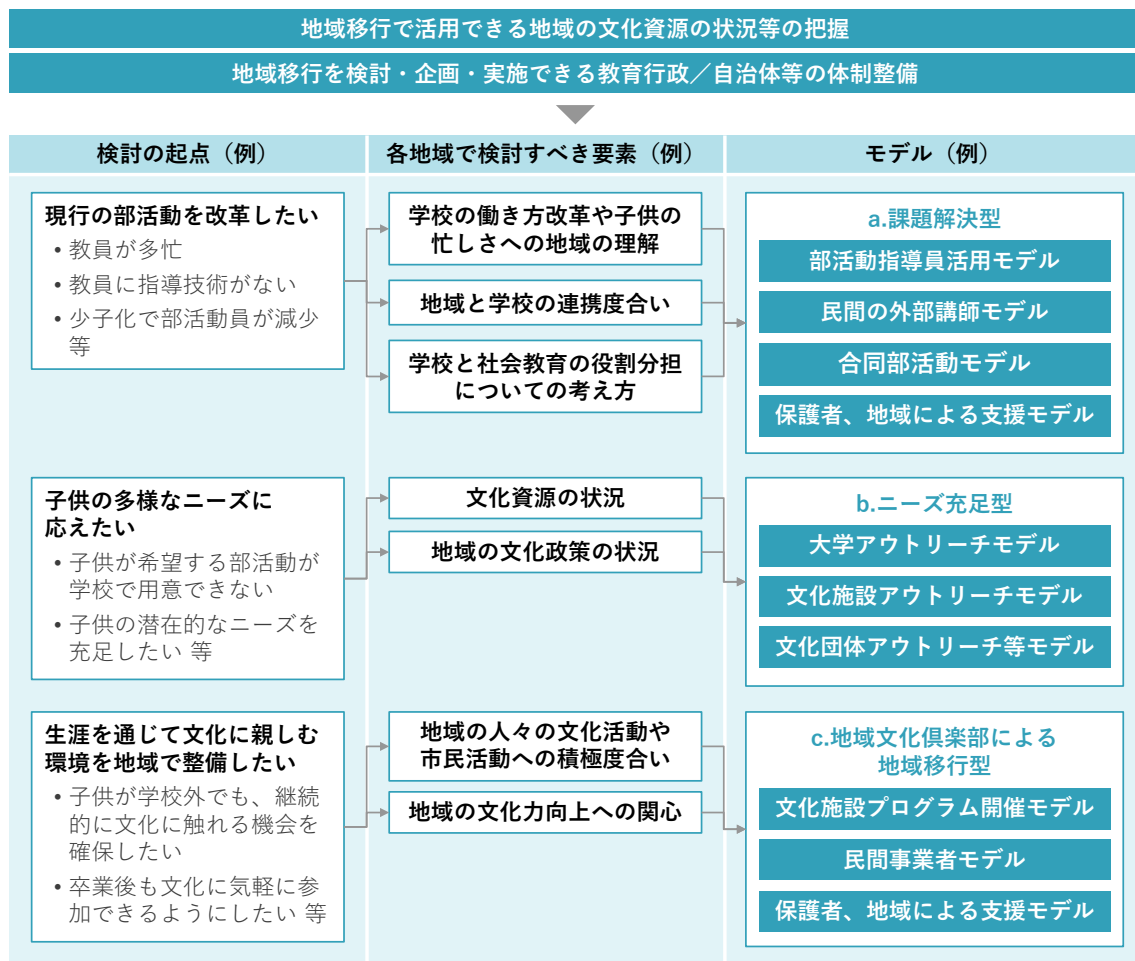 地域移行で活用できる地域の文化資源の状況等の把握
地域移行を検討・企画・実施できる教育行政／自治体等の体制整備
検討の起点（例）
各地域で検討すべき要素（例）
モデル（例）
現行の部活動を改革したい
• 教員が多忙
• 教員に指導技術がない
• 少子化で部活動員が減少
等
学校の働き方改革や子供の
忙しさへの地域の理解
地域と学校の連携度合い
学校と社会教育の役割分担
についての考え方
a.課題解決型
部活動指導員活用モデル
民間の外部講師モデル
合同部活動モデル
保護者、地域による支援モデル
子供の多様なニーズに
応えたい
• 子供が希望する部活動が
学校で用意できない
• 子供の潜在的なニーズを
充足したい 等
文化資源の状況
地域の文化政策の状況
b.ニーズ充足型
大学アウトリーチモデル
文化施設アウトリーチモデル
文化団体アウトリーチ等モデル
生涯を通じて文化に親しむ
環境を地域で整備したい
• 子供が学校外でも、継続
的に文化に触れる機会を
確保したい
• 卒業後も文化に気軽に参
加できるようにしたい 等
地域の人々の文化活動や
市民活動への積極度合い
地域の文化力向上への関心
c.地域文化倶楽部による
地域移行型
文化施設プログラム開催モデル
民間事業者モデル
保護者、地域による支援モデル